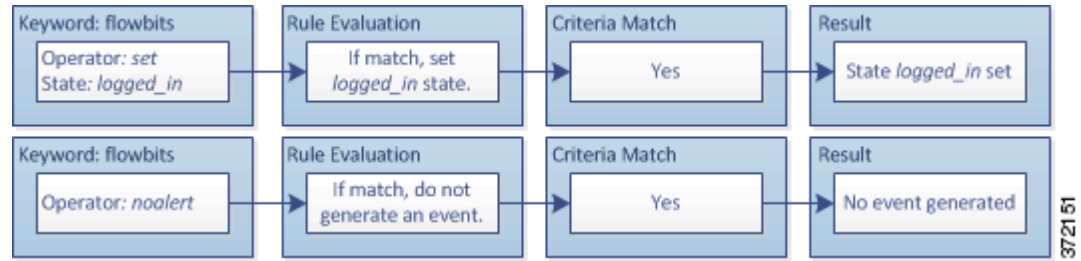 Keyword: flowbits
Operator: set
State: logged_in
Rule Evaluation
If match, set
logged_in state.
Criteria Match
Yes
Result
State logged_in set
Keyword: flowbits
Operator: noalert
Rule Evaluation
If match, do not
generate an event.
Criteria Match
Yes
Result
No event generated
372151